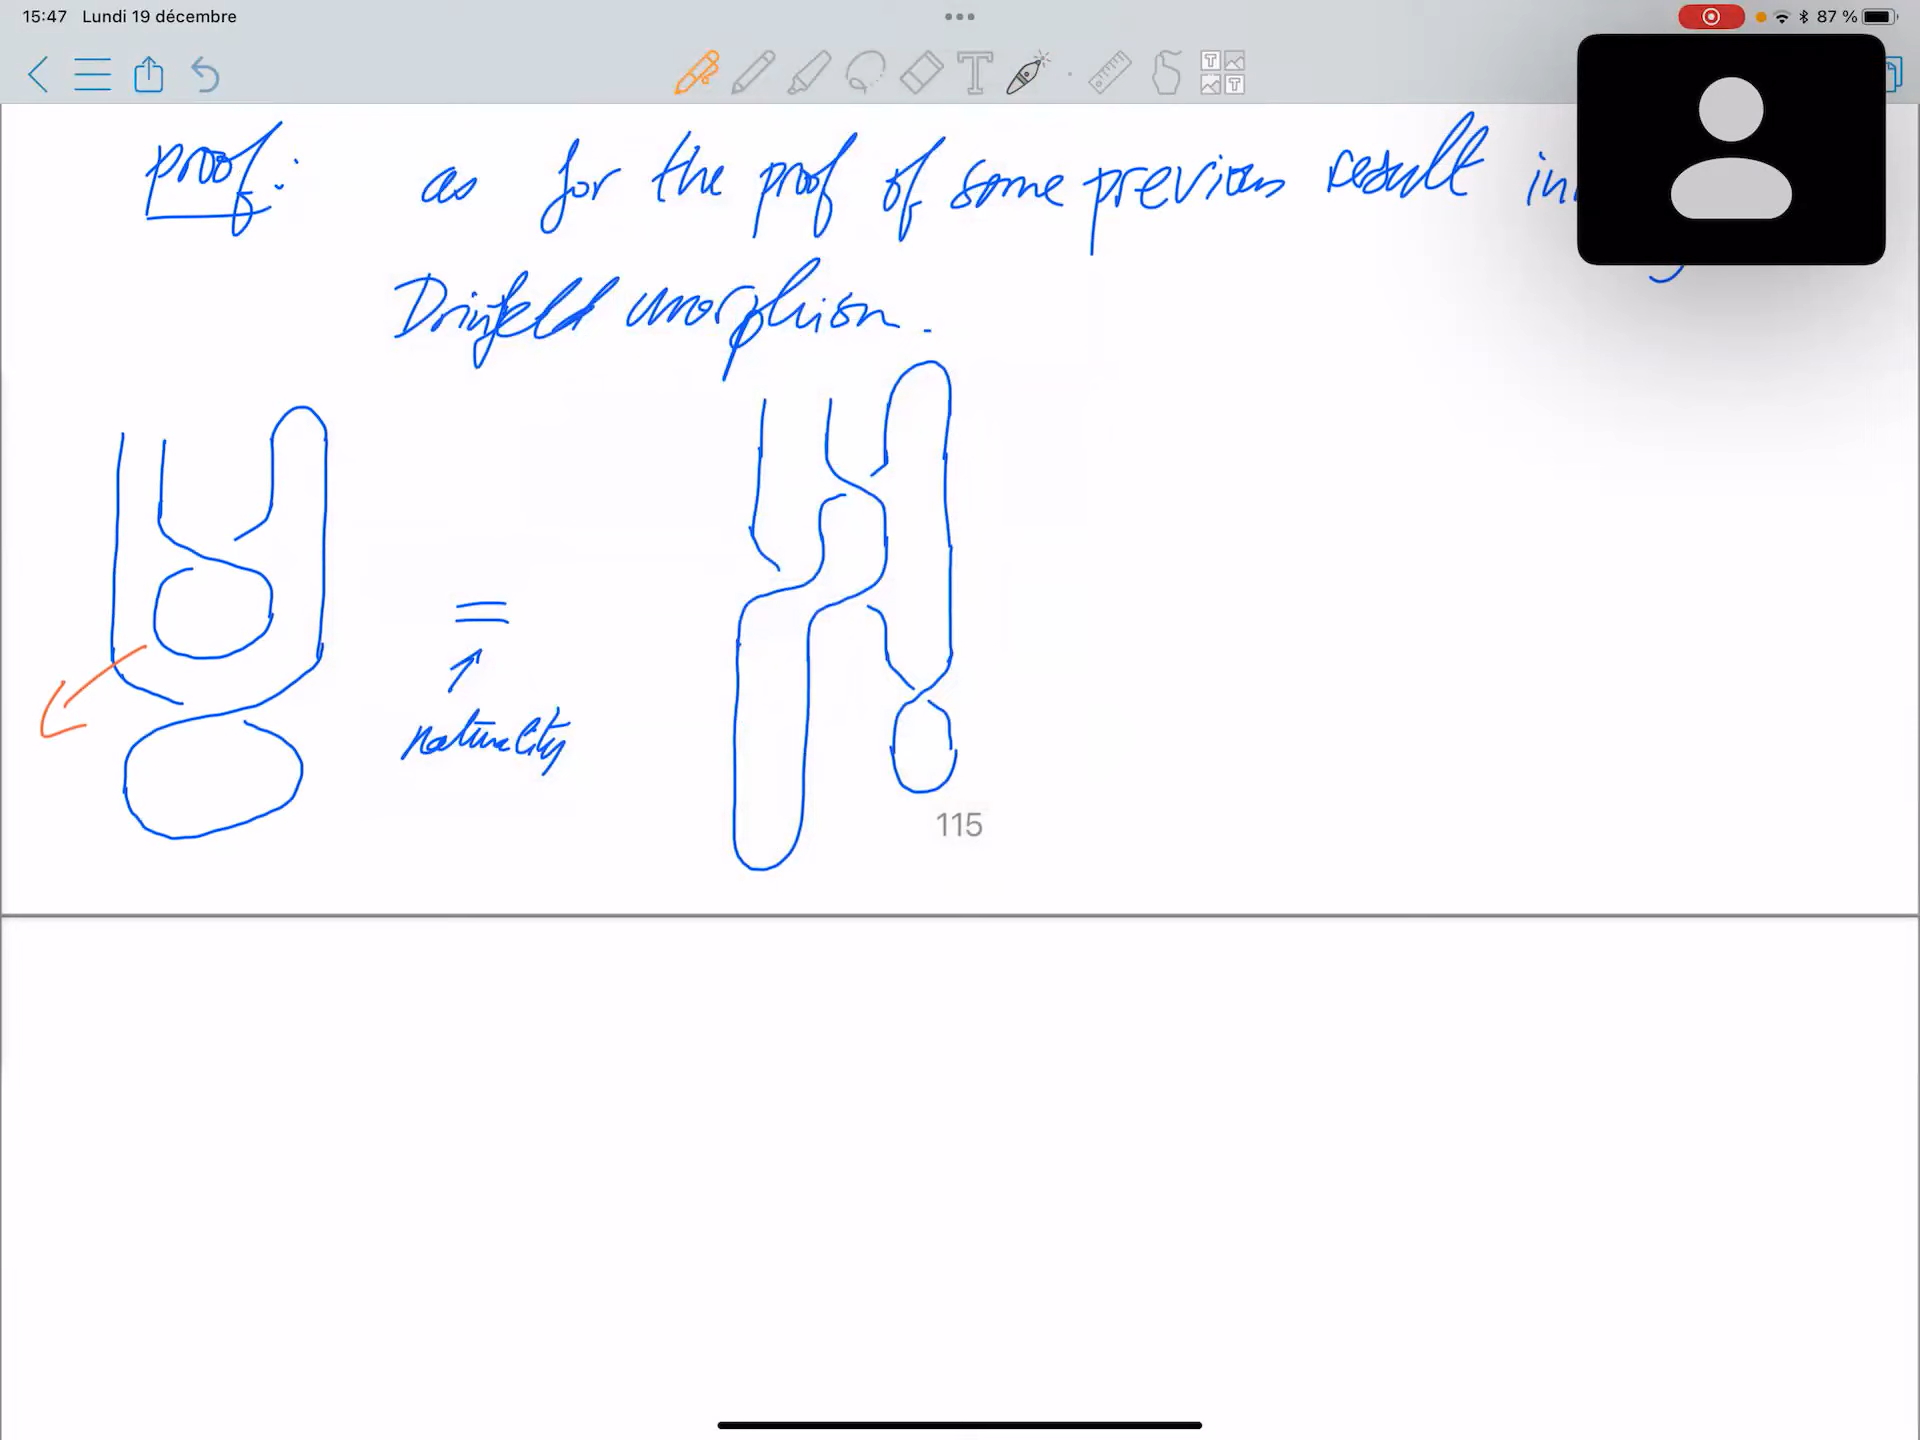 15:47 Lundi 19 décembre
87 %
proof: as for the proof of some previous result in
Drinfeld morphism.
=
naturality
115